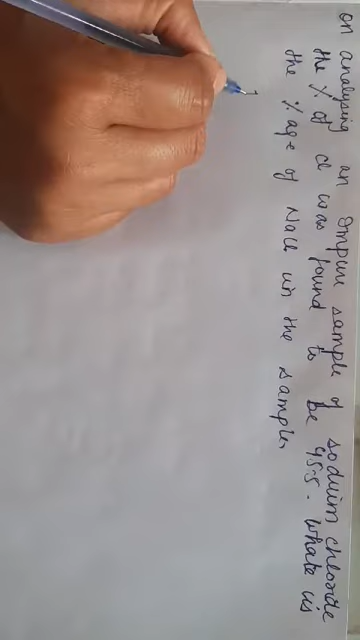 On analysing an impure sample of sodium chloride
the % of cl was found to be 45.5. what is
the % age of Nacl in the sample